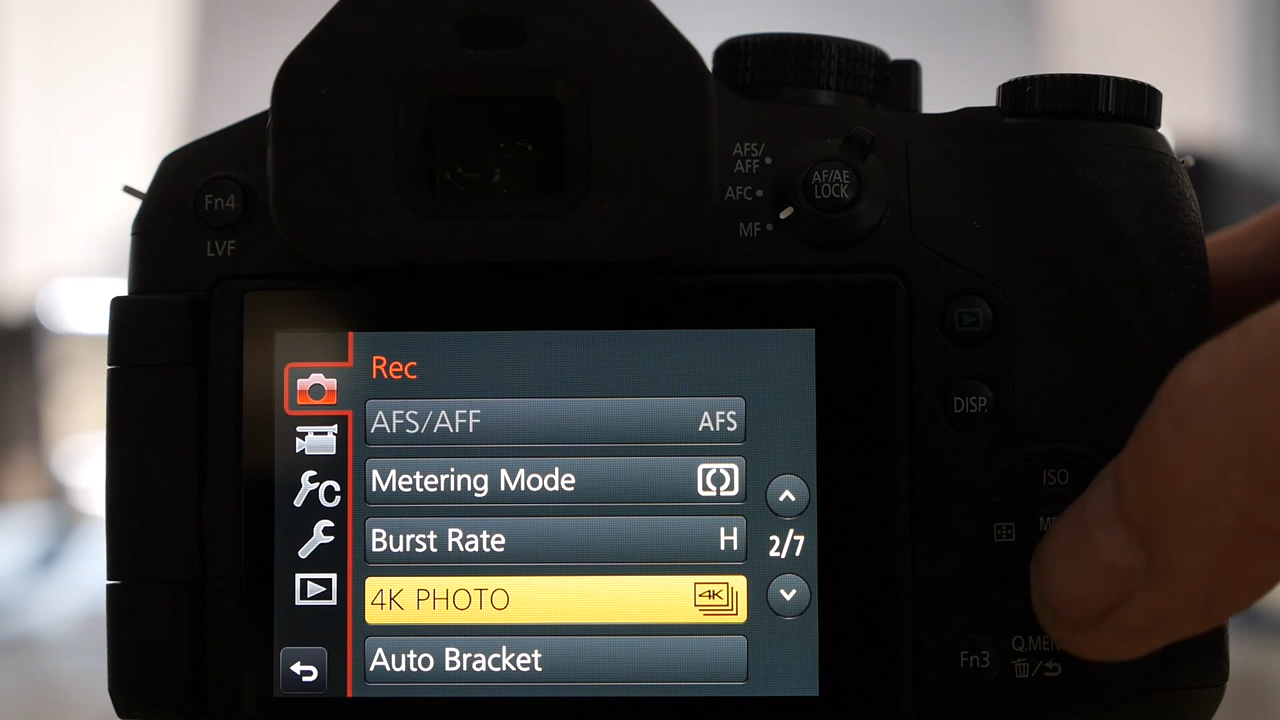 AFS/
AFF
AF/AE
LOCK
AFC
MF
Fn4
LVF
Rec
AFS/AFF AFS
Metering Mode
Burst Rate H
2/7
4K PHOTO 4K
Auto Bracket
C
DISP.
ISO
Fn3